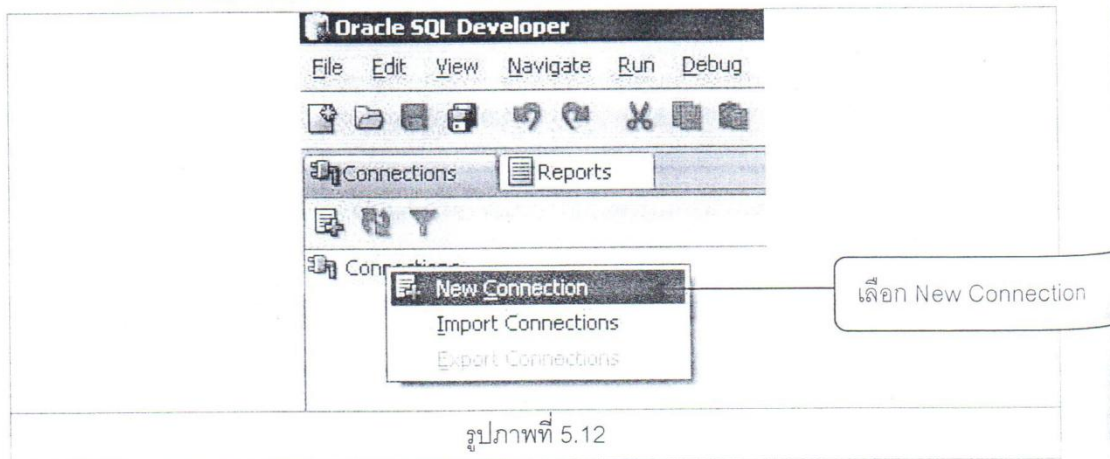 Oracle SQL Developer
File Edit View Navigate Run Debug
Connections Reports
Connections
New Connection
Import Connections
Export Connections
เลือก New Connection
รูปภาพที่ 5.12